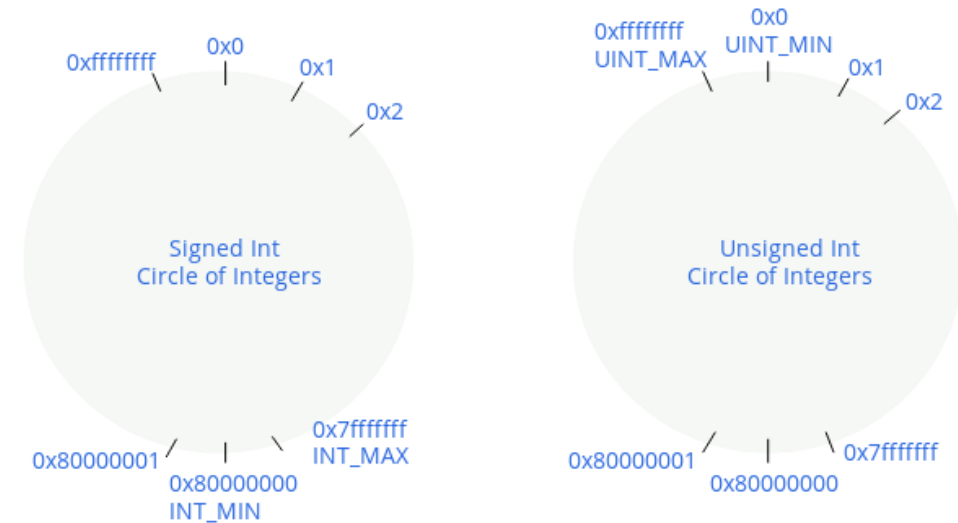 0xffffffff
0x0
0x1
0x2
Signed Int
Circle of Integers
0x7fffffff
INT_MAX
0x80000001
0x80000000
INT_MIN
0xffffffff
UINT_MAX
0x0
UINT_MIN
0x1
0x2
Unsigned Int
Circle of Integers
0x7fffffff
0x80000001
0x80000000